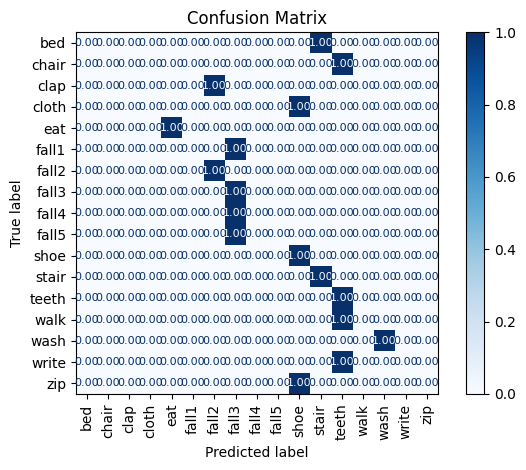 Confusion Matrix
bed 0.00 0.00 0.00 0.00 0.00 0.00 0.00 0.00 0.00 0.00 0.00 1.00 0.00 0.00 0.00 0.00 0.00
chair 0.00 0.00 0.00 0.00 0.00 0.00 0.00 0.00 0.00 0.00 0.00 0.00 1.00 0.00 0.00 0.00 0.00
clap 0.00 0.00 0.00 0.00 0.00 0.00 1.00 0.00 0.00 0.00 0.00 0.00 0.00 0.00 0.00 0.00 0.00
cloth 0.00 0.00 0.00 0.00 0.00 0.00 0.00 0.00 0.00 0.00 1.00 0.00 0.00 0.00 0.00 0.00 0.00
eat 0.00 0.00 0.00 0.00 1.00 0.00 0.00 0.00 0.00 0.00 0.00 0.00 0.00 0.00 0.00 0.00 0.00
fall1 0.00 0.00 0.00 0.00 0.00 0.00 0.00 1.00 0.00 0.00 0.00 0.00 0.00 0.00 0.00 0.00 0.00
fall2 0.00 0.00 0.00 0.00 0.00 0.00 1.00 0.00 0.00 0.00 0.00 0.00 0.00 0.00 0.00 0.00 0.00
fall3 0.00 0.00 0.00 0.00 0.00 0.00 0.00 1.00 0.00 0.00 0.00 0.00 0.00 0.00 0.00 0.00 0.00
fall4 0.00 0.00 0.00 0.00 0.00 0.00 0.00 1.00 0.00 0.00 0.00 0.00 0.00 0.00 0.00 0.00 0.00
fall5 0.00 0.00 0.00 0.00 0.00 0.00 0.00 1.00 0.00 0.00 0.00 0.00 0.00 0.00 0.00 0.00 0.00
shoe 0.00 0.00 0.00 0.00 0.00 0.00 0.00 0.00 0.00 0.00 1.00 0.00 0.00 0.00 0.00 0.00 0.00
stair 0.00 0.00 0.00 0.00 0.00 0.00 0.00 0.00 0.00 0.00 0.00 1.00 0.00 0.00 0.00 0.00 0.00
teeth 0.00 0.00 0.00 0.00 0.00 0.00 0.00 0.00 0.00 0.00 0.00 0.00 1.00 0.00 0.00 0.00 0.00
walk 0.00 0.00 0.00 0.00 0.00 0.00 0.00 0.00 0.00 0.00 0.00 0.00 1.00 0.00 0.00 0.00 0.00
wash 0.00 0.00 0.00 0.00 0.00 0.00 0.00 0.00 0.00 0.00 0.00 0.00 0.00 0.00 1.00 0.00 0.00
write 0.00 0.00 0.00 0.00 0.00 0.00 0.00 0.00 0.00 0.00 0.00 0.00 1.00 0.00 0.00 0.00 0.00
zip 0.00 0.00 0.00 0.00 0.00 0.00 0.00 0.00 0.00 0.00 1.00 0.00 0.00 0.00 0.00 0.00 0.00
True label
bed chair clap cloth eat fall1 fall2 fall3 fall4 fall5 shoe stair teeth walk wash write zip
Predicted label
1.0
0.8
0.6
0.4
0.2
0.0